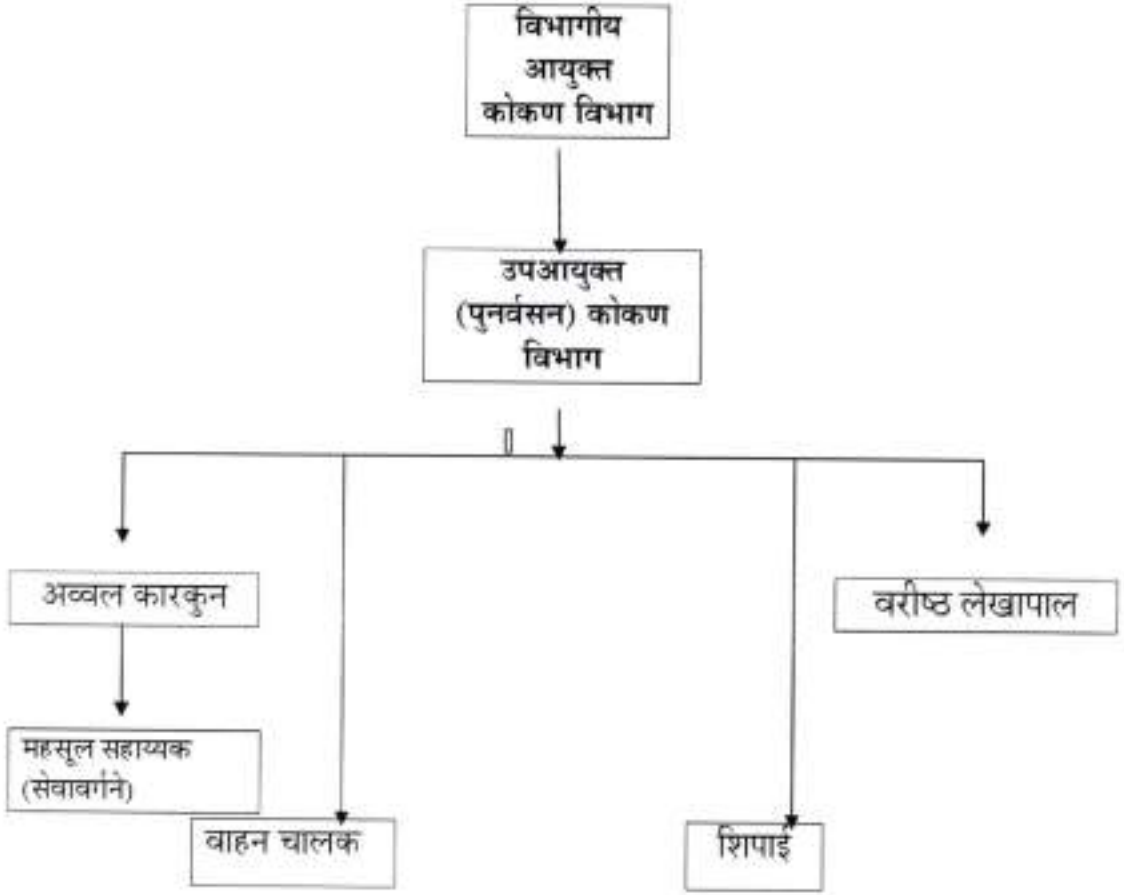 विभागीय
आयुक्त
कोकण विभाग
उपआयुक्त
(पुनर्वसन) कोकण
विभाग
अव्वल कारकुन
वरीष्ठ लेखापाल
महसूल सहाय्यक
(सेवावर्गने)
वाहन चालक
शिपाई